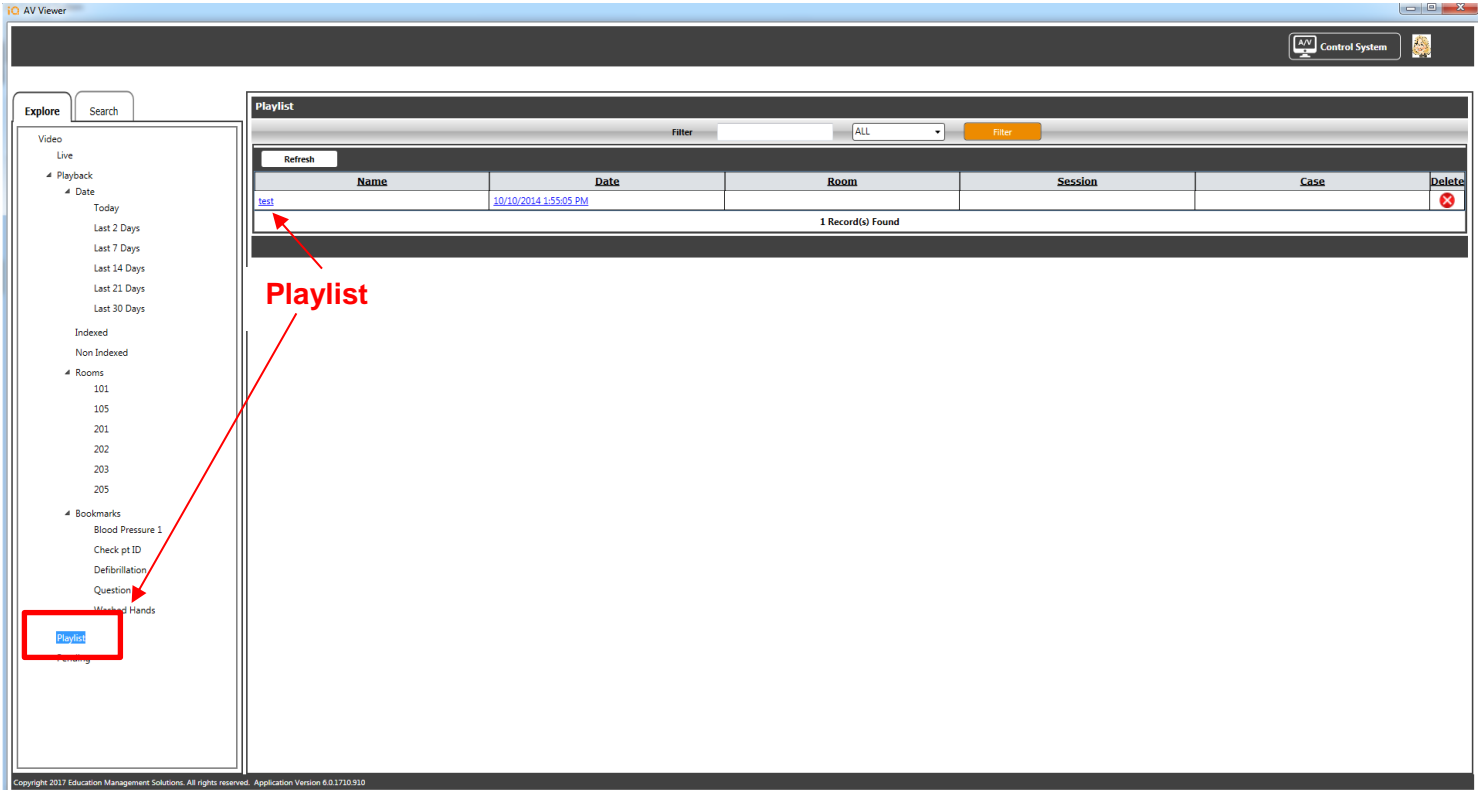 iQ AV Viewer
A/V Control System
Explore Search
Playlist
Filter ALL Filter
Refresh
Name Date Room Session Case Delete
test 10/10/2014 1:55:05 PM
1 Record(s) Found
Playlist
Video
Live
Playback
Date
Today
Last 2 Days
Last 7 Days
Last 14 Days
Last 21 Days
Last 30 Days
Indexed
Non Indexed
Rooms
101
105
201
202
203
205
Bookmarks
Blood Pressure 1
Check pt ID
Defibrillation
Question
Washed Hands
Playlist
Pending
Copyright 2017 Education Management Solutions. All rights reserved. Application Version 6.0.1710.910